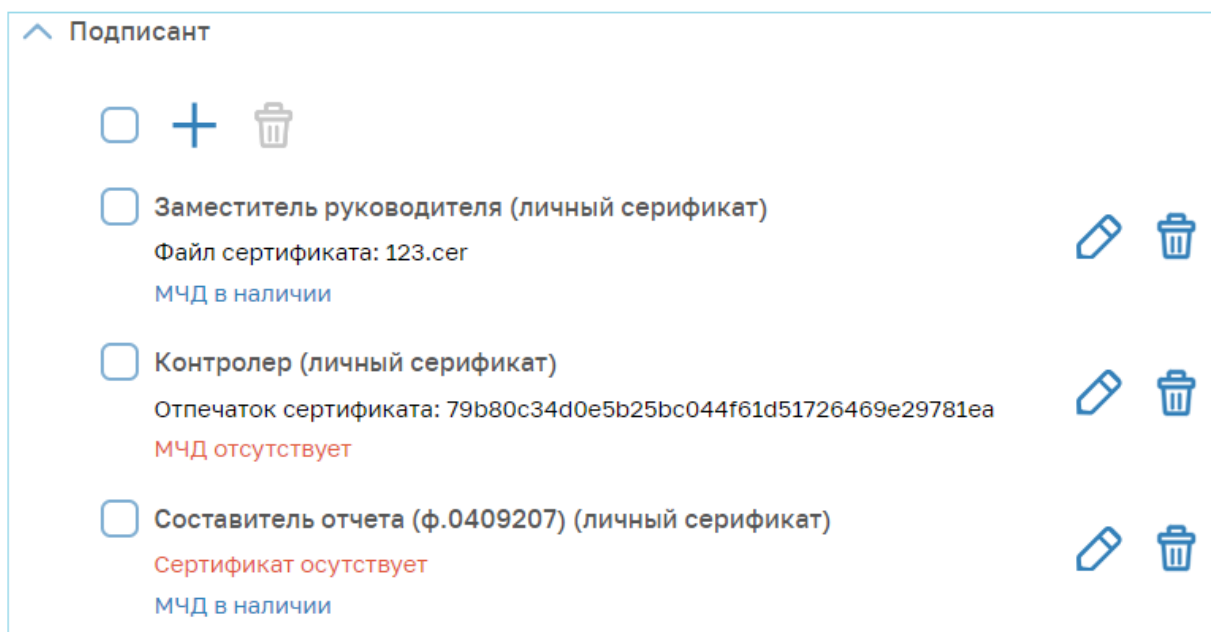 Подписант
Заместитель руководителя (личный серификат)
Файл сертификата: 123.cer
МЧД в наличии
Контролер (личный серификат)
Отпечаток сертификата: 79b80c34d0e5b25bc044f61d51726469e29781ea
МЧД отсутствует
Составитель отчета (ф.0409207) (личный серификат)
Сертификат осутствует
МЧД в наличии